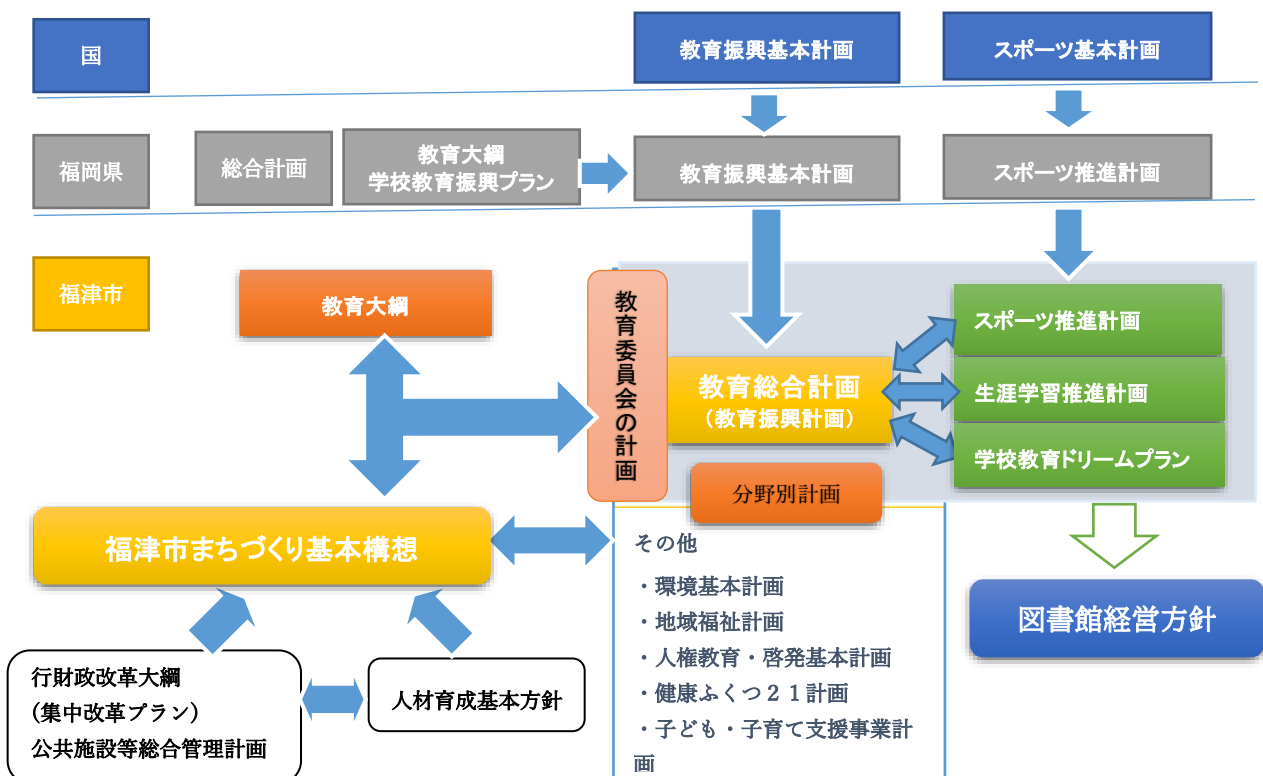 国
教育振興基本計画
スポーツ基本計画
福岡県
総合計画
教育大綱
学校教育振興プラン
教育振興基本計画
スポーツ推進計画
福津市
教育大綱
教育委員会の計画
教育総合計画
（教育振興計画）
スポーツ推進計画
生涯学習推進計画
学校教育ドリームプラン
分野別計画
福津市まちづくり基本構想
その他
・環境基本計画
・地域福祉計画
・人権教育・啓発基本計画
・健康ふくつ２１計画
・子ども・子育て支援事業計
画
図書館経営方針
行財政改革大綱
(集中改革プラン)
公共施設等総合管理計画
人材育成基本方針